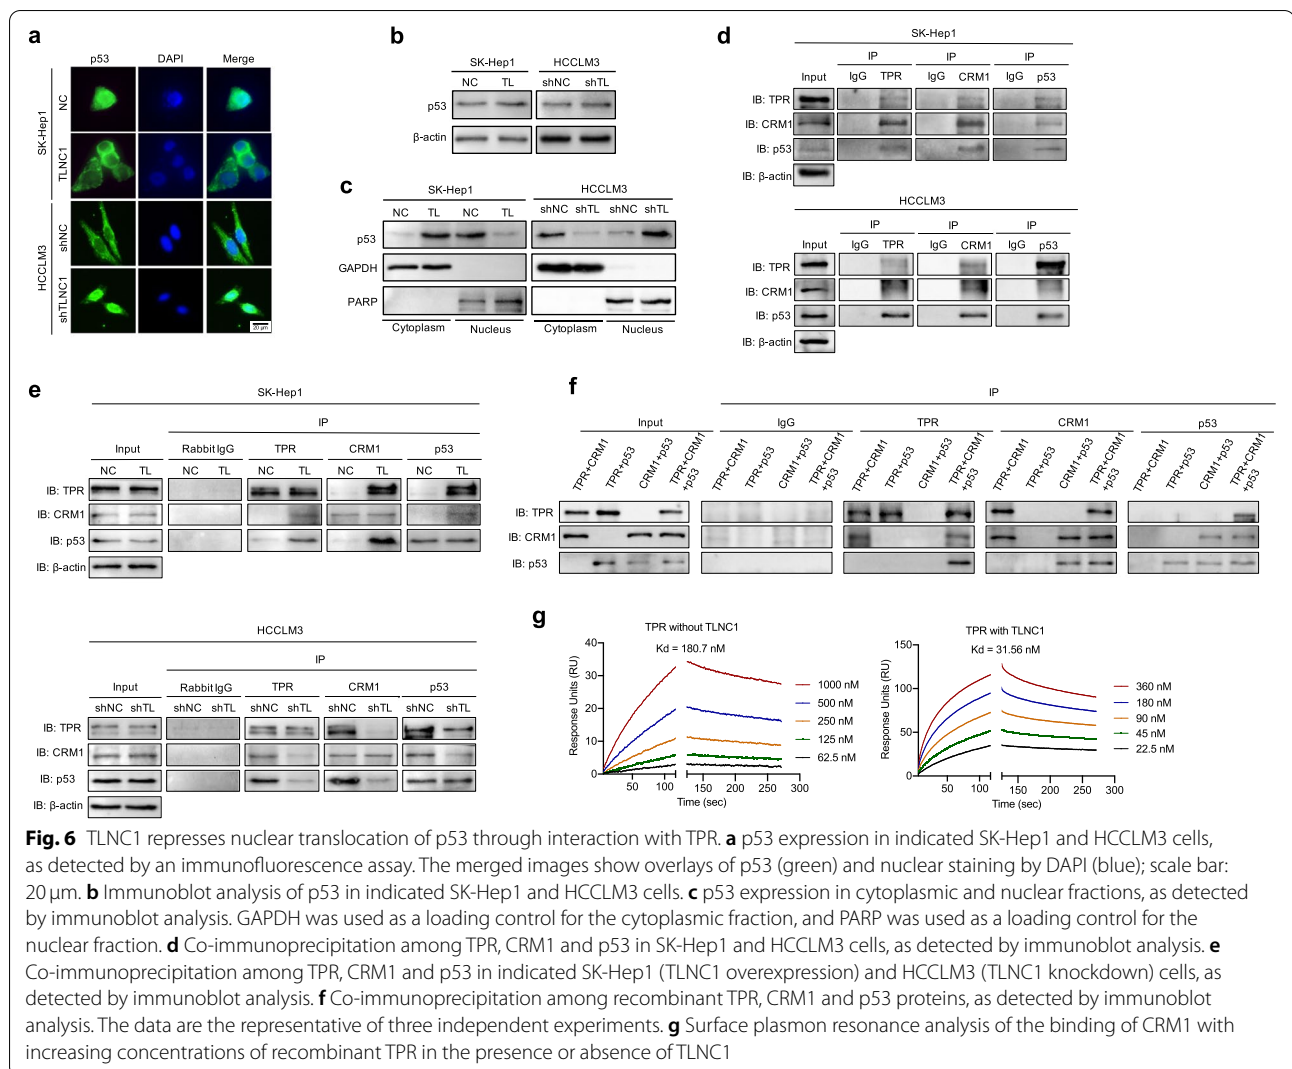 a
p53 DAPI Merge
SK-Hep1
NC
TLNC1
HCCLM3
shNC
shTLNC1
20 μm
b
SK-Hep1 HCCLM3
NC TL shNC shTL
p53
β-actin
c
SK-Hep1 HCCLM3
NC TL NC TL shNC shTL shNC shTL
p53
GAPDH
PARP
Cytoplasm Nucleus Cytoplasm Nucleus
d
SK-Hep1
IP IP IP
Input IgG TPR IgG CRM1 IgG p53
IB: TPR
IB: CRM1
IB: p53
IB: β-actin
HCCLM3
IP IP IP
Input IgG TPR IgG CRM1 IgG p53
IB: TPR
IB: CRM1
IB: p53
IB: β-actin
e
SK-Hep1
IP
Input Rabbit IgG TPR CRM1 p53
NC TL NC TL NC TL NC TL NC TL
IB: TPR
IB: CRM1
IB: p53
IB: β-actin
HCCLM3
IP
Input Rabbit IgG TPR CRM1 p53
shNC shTL shNC shTL shNC shTL shNC shTL shNC shTL
IB: TPR
IB: CRM1
IB: p53
IB: β-actin
f
IP
Input IgG TPR CRM1 p53
TPR+CRM1 TPR+p53 CRM1+p53 TPR+CRM1 +p53 TPR+CRM1 TPR+p53 CRM1+p53 TPR+CRM1 +p53 TPR+CRM1 TPR+p53 CRM1+p53 TPR+CRM1 +p53 TPR+CRM1 TPR+p53 CRM1+p53 TPR+CRM1 +p53 TPR+CRM1 TPR+p53 CRM1+p53 TPR+CRM1 +p53
IB: TPR
IB: CRM1
IB: p53
g
TPR without TLNC1
Kd = 180.7 nM
Response Units (RU)
40
30
20
10
0
50 100 150 200 250 300
Time (sec)
1000 nM
500 nM
250 nM
125 nM
62.5 nM
TPR with TLNC1
Kd = 31.56 nM
Response Units (RU)
150
100
50
0
50 100 150 200 250 300
Time (sec)
360 nM
180 nM
90 nM
45 nM
22.5 nM
Fig. 6 TLNC1 represses nuclear translocation of p53 through interaction with TPR. a p53 expression in indicated SK-Hep1 and HCCLM3 cells,
as detected by an immunofluorescence assay. The merged images show overlays of p53 (green) and nuclear staining by DAPI (blue); scale bar:
20 μm. b Immunoblot analysis of p53 in indicated SK-Hep1 and HCCLM3 cells. c p53 expression in cytoplasmic and nuclear fractions, as detected
by immunoblot analysis. GAPDH was used as a loading control for the cytoplasmic fraction, and PARP was used as a loading control for the
nuclear fraction. d Co-immunoprecipitation among TPR, CRM1 and p53 in SK-Hep1 and HCCLM3 cells, as detected by immunoblot analysis. e
Co-immunoprecipitation among TPR, CRM1 and p53 in indicated SK-Hep1 (TLNC1 overexpression) and HCCLM3 (TLNC1 knockdown) cells, as
detected by immunoblot analysis. f Co-immunoprecipitation among recombinant TPR, CRM1 and p53 proteins, as detected by immunoblot
analysis. The data are the representative of three independent experiments. g Surface plasmon resonance analysis of the binding of CRM1 with
increasing concentrations of recombinant TPR in the presence or absence of TLNC1